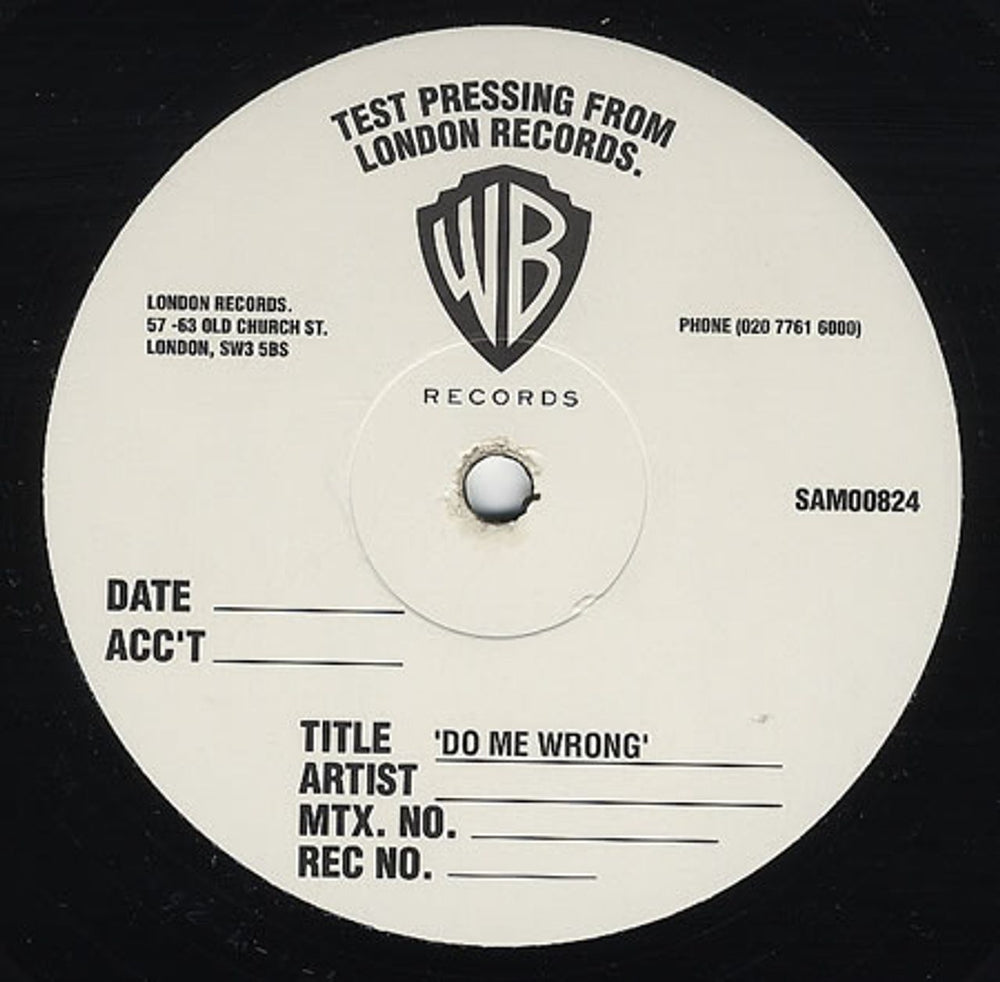 TEST PRESSING FROM
LONDON RECORDS.
WB
RECORDS
LONDON RECORDS.
57 -63 OLD CHURCH ST.
LONDON, SW3 5BS
PHONE (020 7761 6000)
SAM00824
DATE
ACC'T
TITLE 'DO ME WRONG'
ARTIST
MTX. NO.
REC NO.